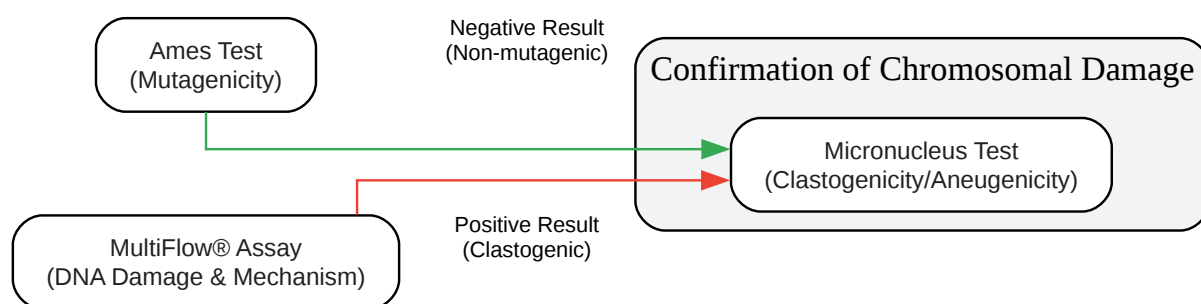 Ames Test
(Mutagenicity)
Negative Result
(Non-mutagenic)
Confirmation of Chromosomal Damage
Micronucleus Test
(Clastogenicity/Aneugenicity)
Positive Result
(Clastogenic)
MultiFlow® Assay
(DNA Damage & Mechanism)